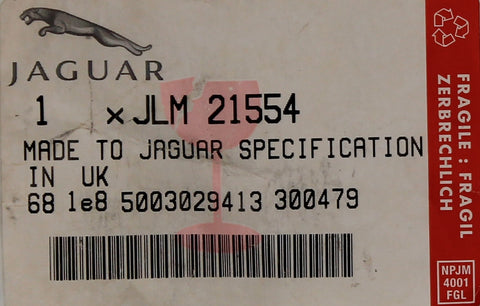 JAGUAR
1 x JLM 21554
MADE TO JAGUAR SPECIFICATION
IN UK
68 1e8 5003029413 300479
FRAGILE : FRAGIL
ZERBRECHLICH
NPJM
4001
FGL